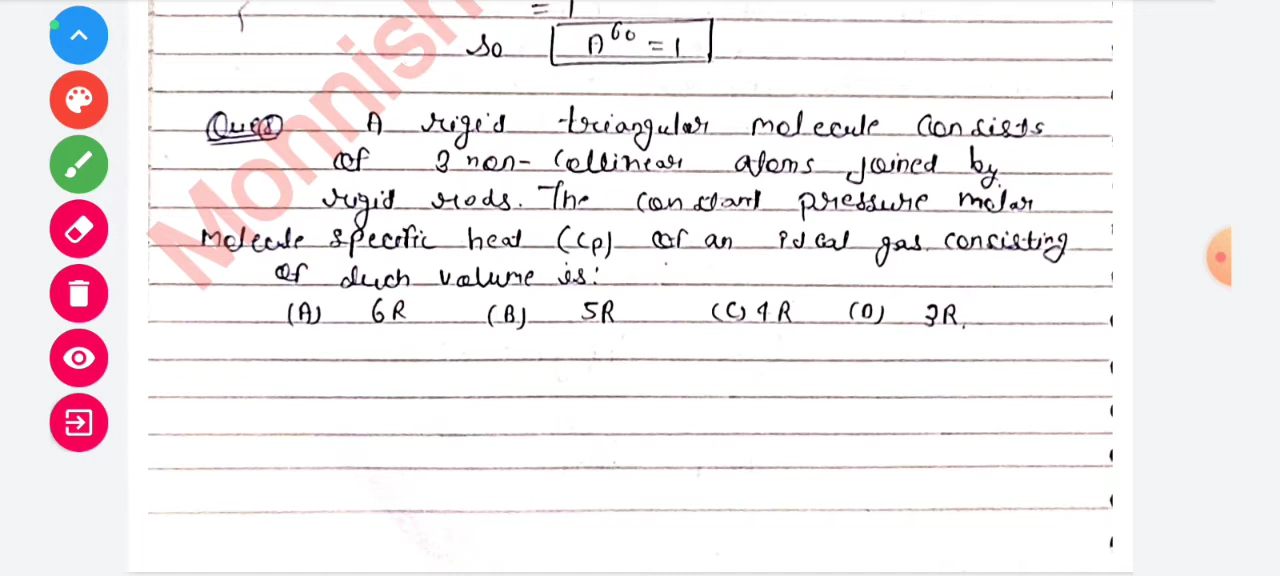 = 1
so A^60 = 1
Ques) A rigid triangular molecule consists
of 3 non-collinear atoms joined by
rigid rods. The constant pressure molar
molecule specific heat (Cp) of an ideal gas consisting
of such volume is:
(A) 6R (B) 5R (C) 4R (D) 3R.